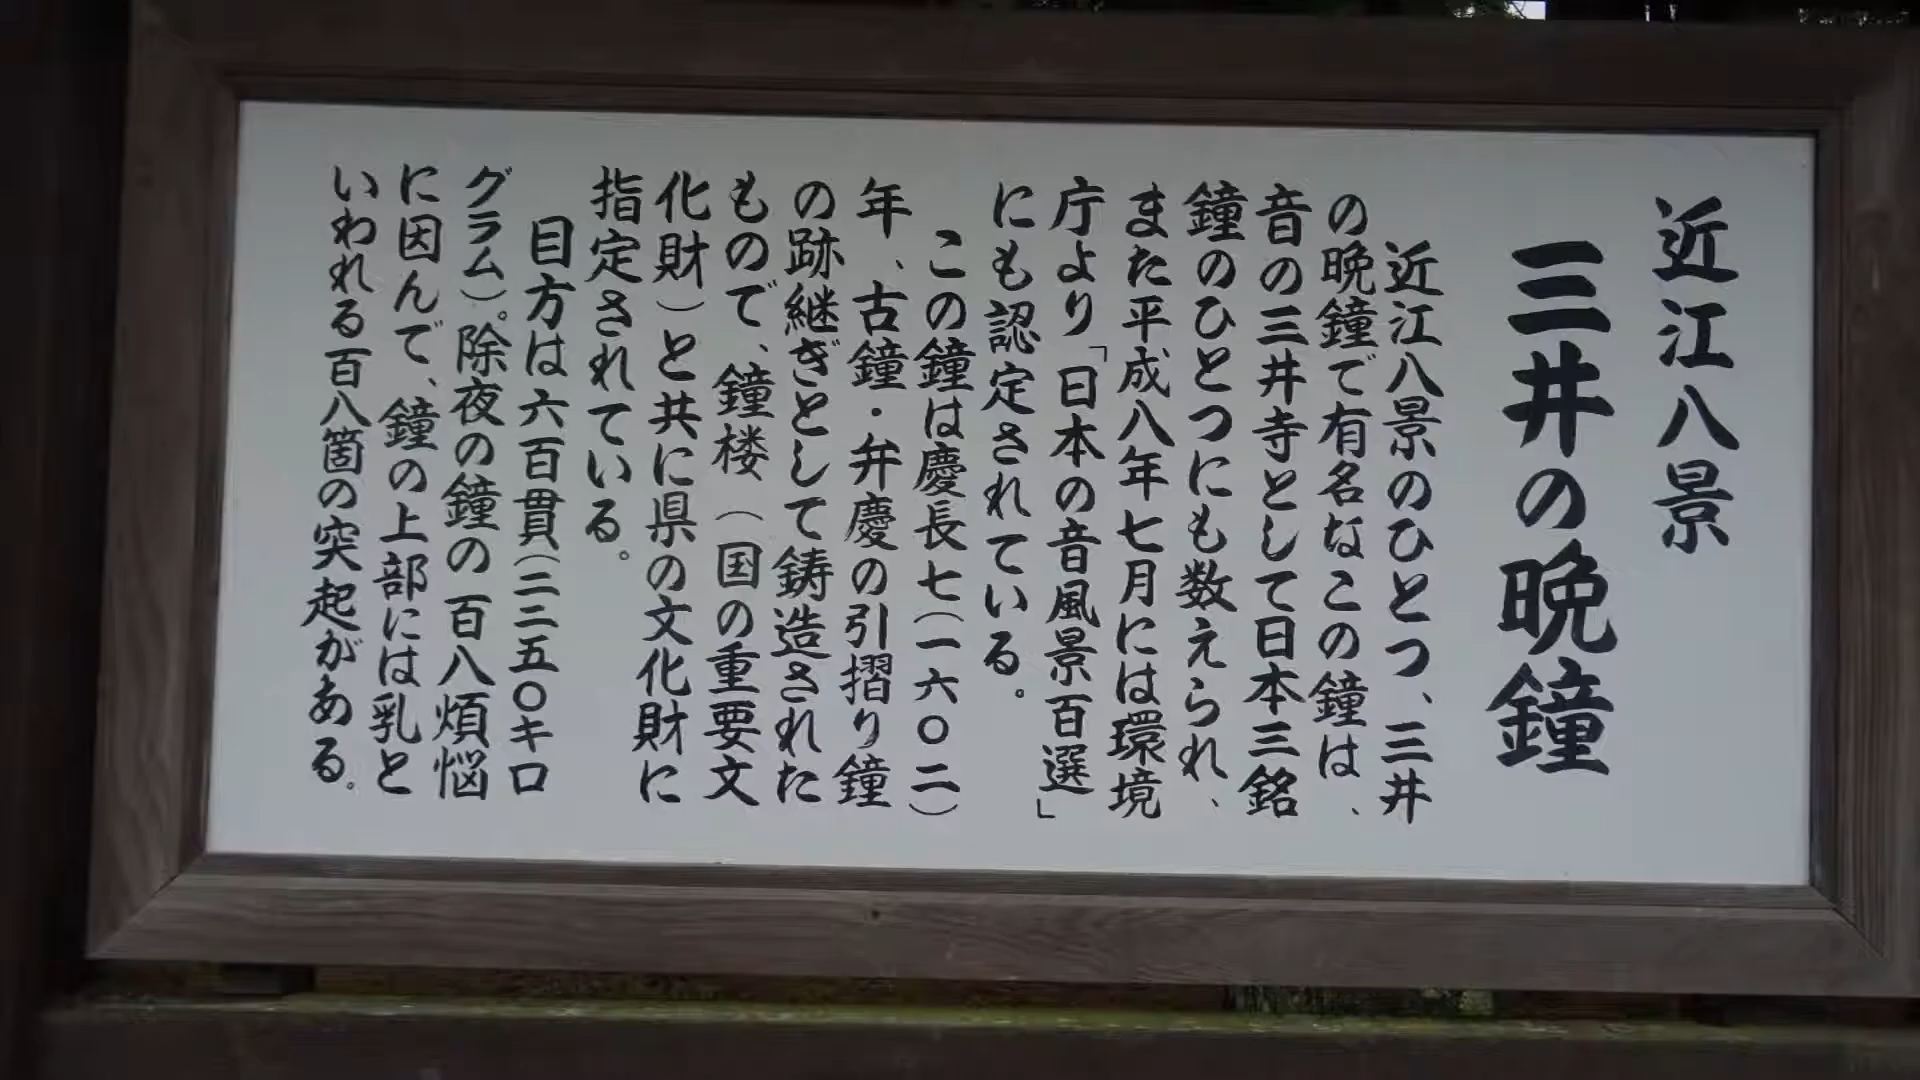 近江八景
三井の晩鐘
近江八景のひとつ、三井
の晩鐘で有名なこの鐘は、
音の三井寺として日本三銘
鐘のひとつにも数えられ、
また平成八年七月には環境
庁より「日本の音風景百選」
にも認定されている。
この鐘は慶長七(一六〇二)
年、古鐘・弁慶の引摺り鐘
の跡継ぎとして鋳造された
もので、鐘楼(国の重要文
化財)と共に県の文化財に
指定されている。
目方は六百貫(二二五〇キロ
グラム)。除夜の鐘の百八煩悩
に因んで、鐘の上部には乳と
いわれる百八箇の突起がある。